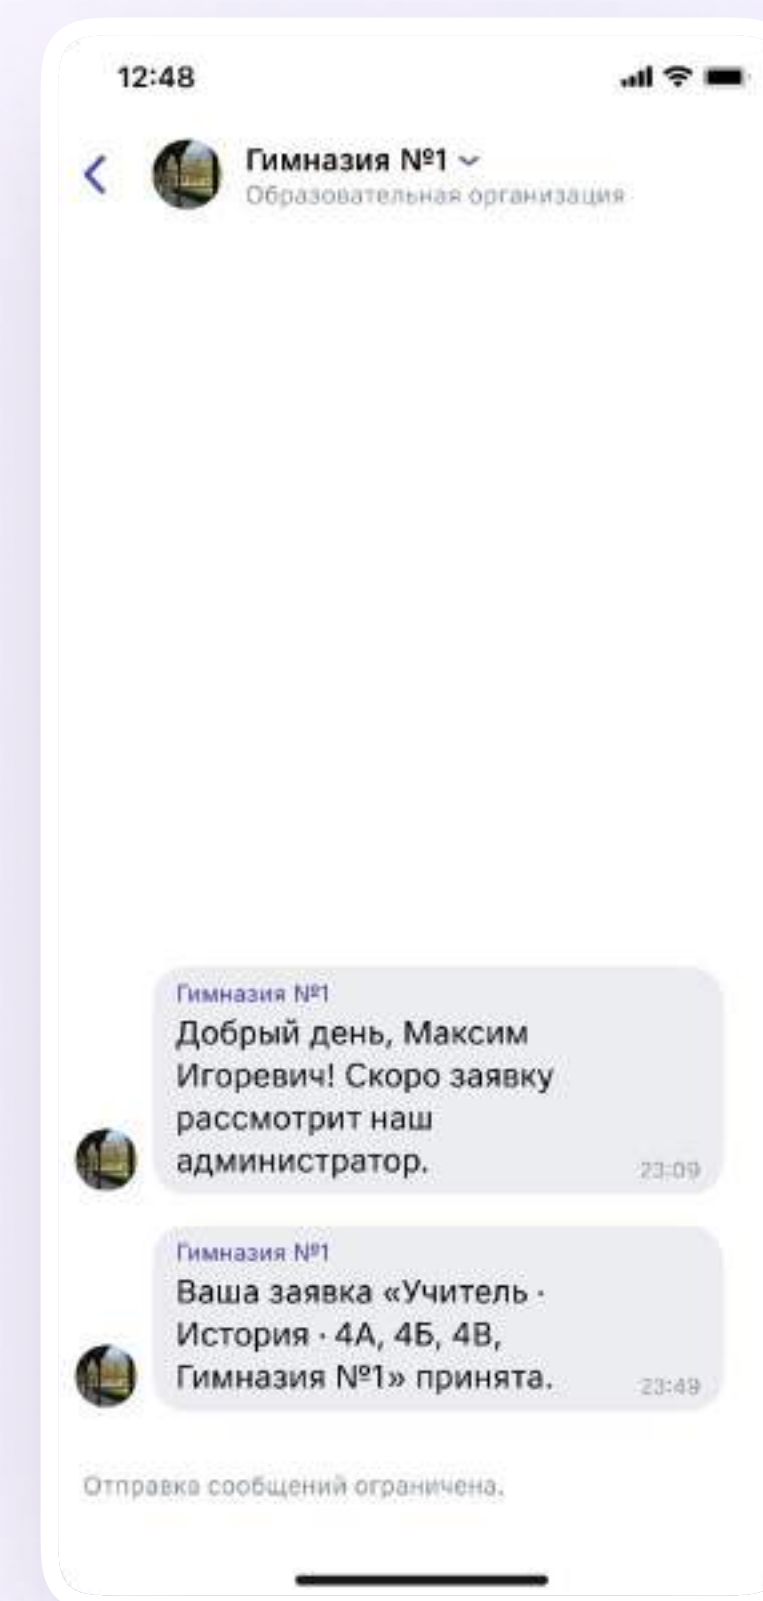 12:48
Гимназия №1
Образовательная организация
Гимназия №1
Добрый день, Максим
Игоревич! Скоро заявку
рассмотрит наш
администратор.
23:09
Гимназия №1
Ваша заявка «Учитель ·
История · 4А, 4Б, 4В,
Гимназия №1» принята.
23:49
Отправка сообщений ограничена.